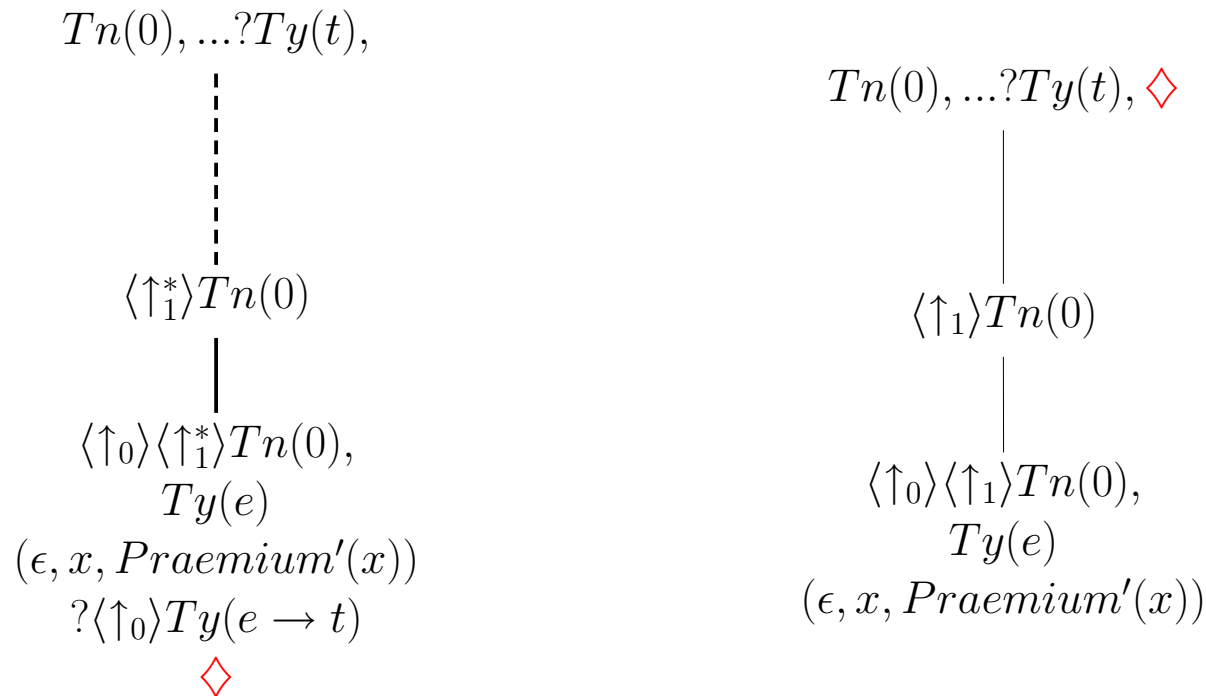 Tn(0), ...?Ty(t),
⟨↑₁*⟩Tn(0)
⟨↑₀⟩⟨↑₁*⟩Tn(0),
Ty(e)
(ϵ, x, Praemium′(x))
?⟨↑₀⟩Ty(e → t)
♢
Tn(0), ...?Ty(t), ♢
⟨↑₁⟩Tn(0)
⟨↑₀⟩⟨↑₁⟩Tn(0),
Ty(e)
(ϵ, x, Praemium′(x))